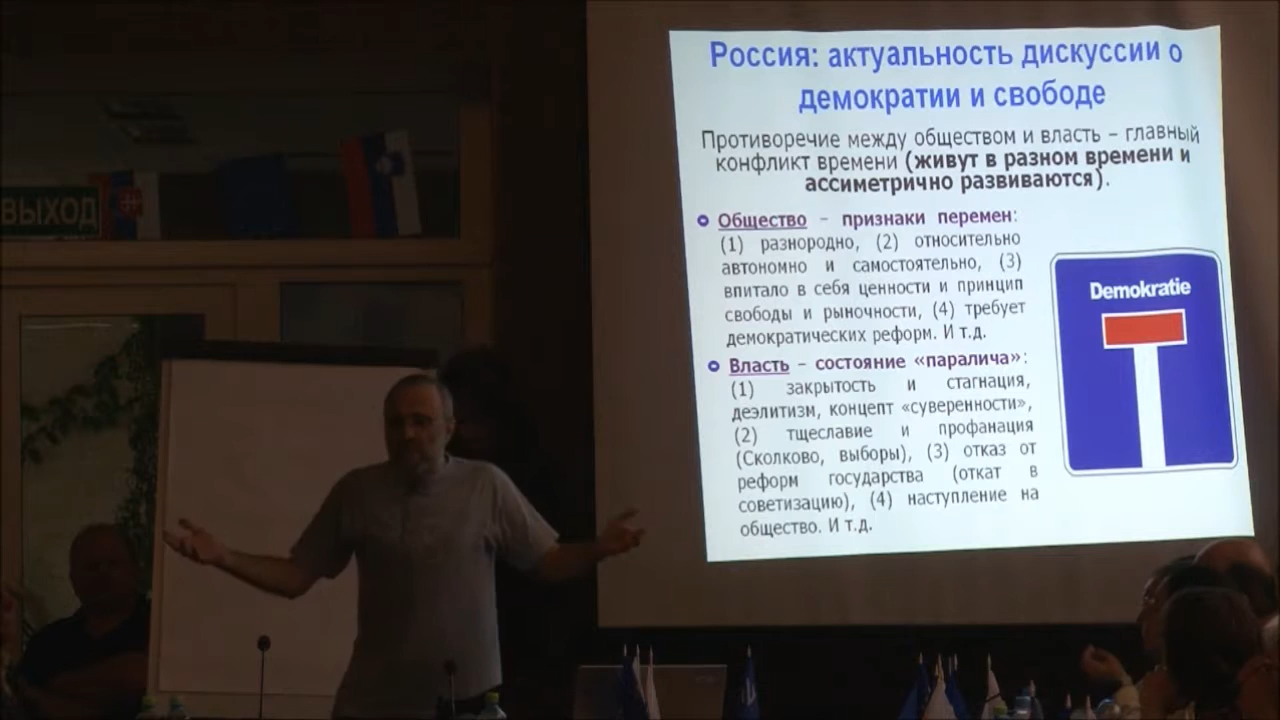 Россия: актуальность дискуссии о
демократии и свободе
Противоречие между обществом и власть – главный
конфликт времени (живут в разном времени и
ассиметрично развиваются).
Общество – признаки перемен:
(1) разнородно, (2) относительно
автономно и самостоятельно, (3)
впитало в себя ценности и принцип
свободы и рыночности, (4) требует
демократических реформ. И т.д.
Власть – состояние «паралича»:
(1) закрытость и стагнация,
деэлитизм, концепт «суверенности»,
(2) тщеславие и профанация
(Сколково, выборы), (3) отказ от
реформ государства (откат в
советизацию), (4) наступление на
общество. И т.д.
Demokratie
ВЫХОД